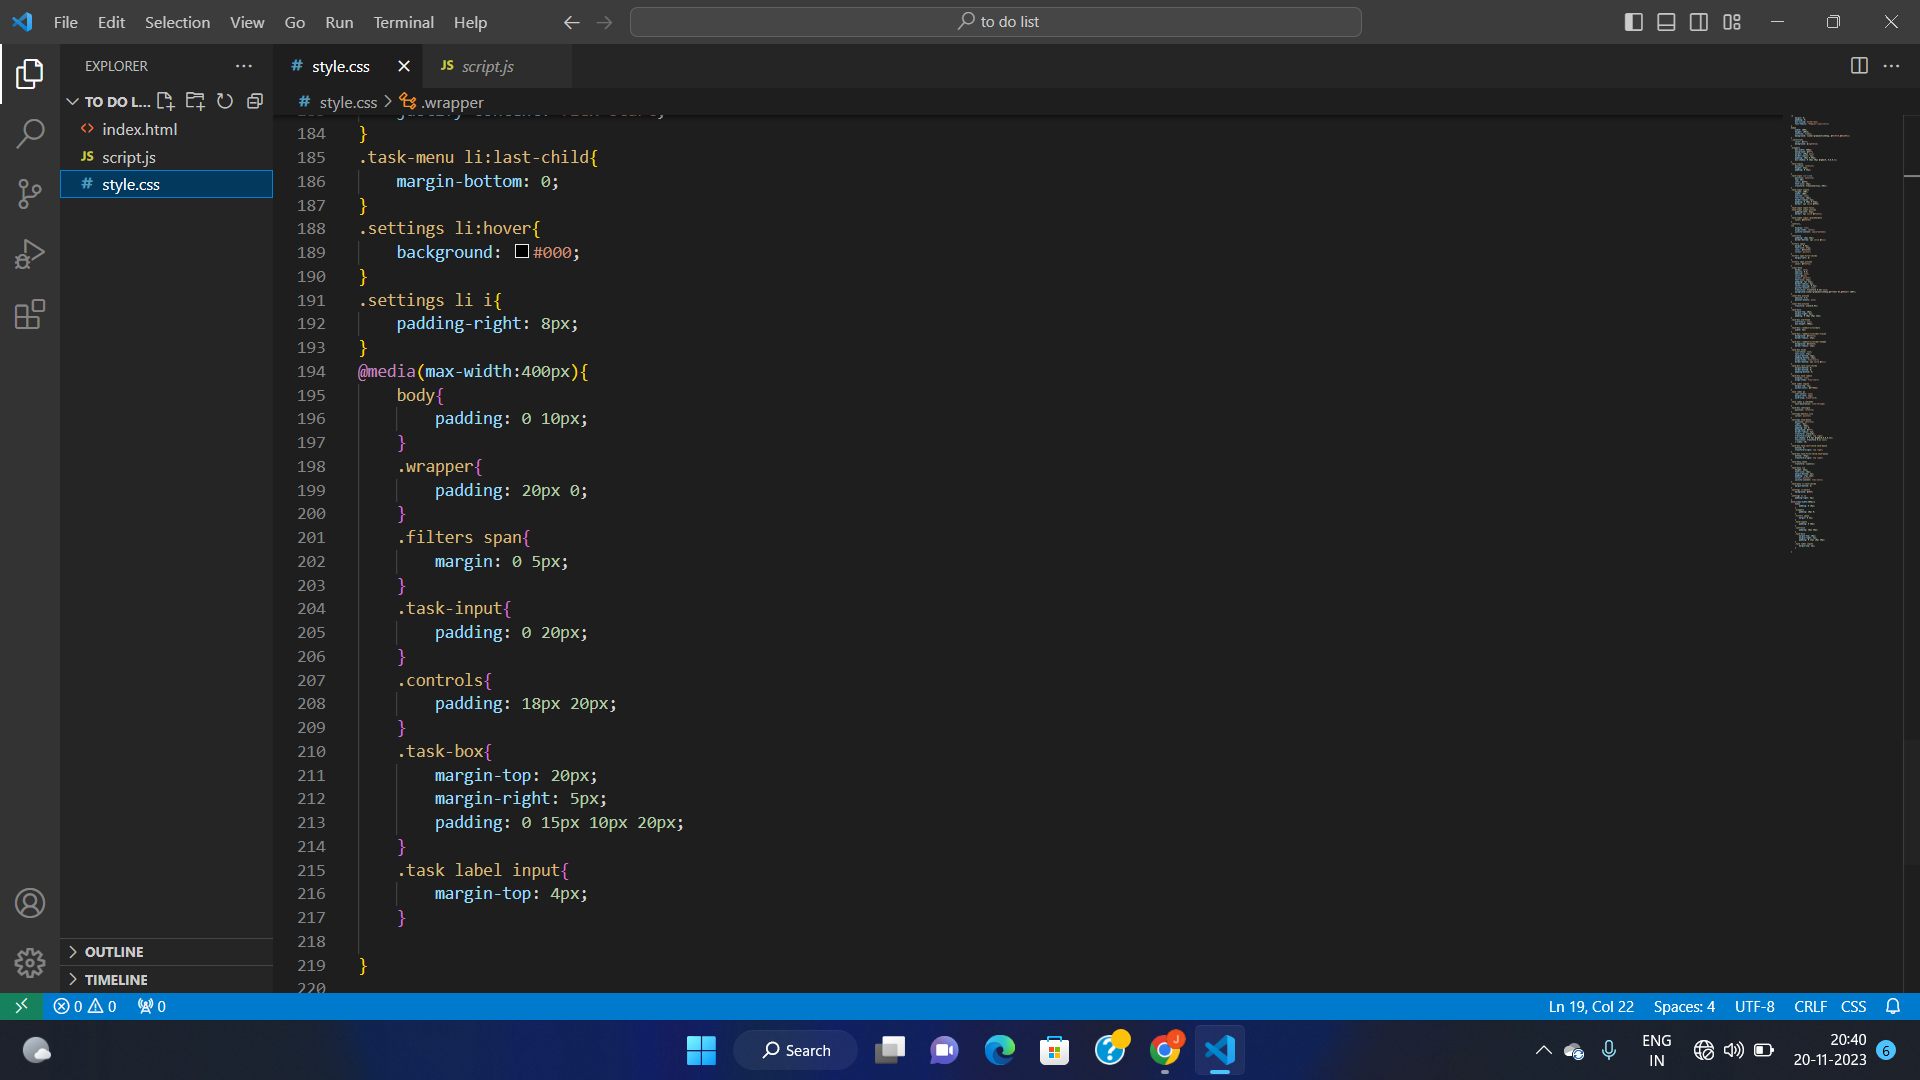 File Edit Selection View Go Run Terminal Help
to do list
EXPLORER
TO DO L...
index.html
JS script.js
# style.css
# style.css
JS script.js
# style.css > .wrapper
184 }
185 .task-menu li:last-child{
186 margin-bottom: 0;
187 }
188 .settings li:hover{
189 background: #000;
190 }
191 .settings li i{
192 padding-right: 8px;
193 }
194 @media(max-width:400px){
195 body{
196 padding: 0 10px;
197 }
198 .wrapper{
199 padding: 20px 0;
200 }
201 .filters span{
202 margin: 0 5px;
203 }
204 .task-input{
205 padding: 0 20px;
206 }
207 .controls{
208 padding: 18px 20px;
209 }
210 .task-box{
211 margin-top: 20px;
212 margin-right: 5px;
213 padding: 0 15px 10px 20px;
214 }
215 .task label input{
216 margin-top: 4px;
217 }
218
219 }
220
OUTLINE
TIMELINE
0 0 0
Ln 19, Col 22 Spaces: 4 UTF-8 CRLF CSS
Search
J
ENG
IN
20:40
20-11-2023
6